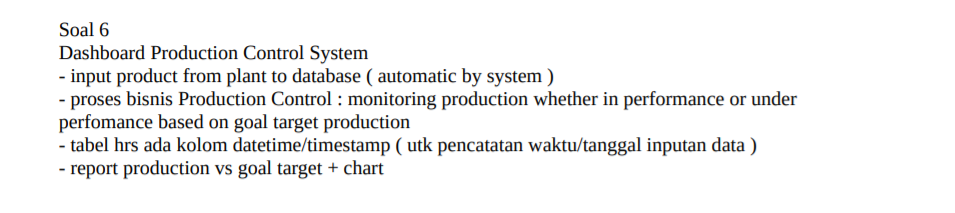 Soal 6
Dashboard Production Control System
- input product from plant to database ( automatic by system )
- proses bisnis Production Control : monitoring production whether in performance or under
perfomance based on goal target production
- tabel hrs ada kolom datetime/timestamp ( utk pencatatan waktu/tanggal inputan data )
- report production vs goal target + chart